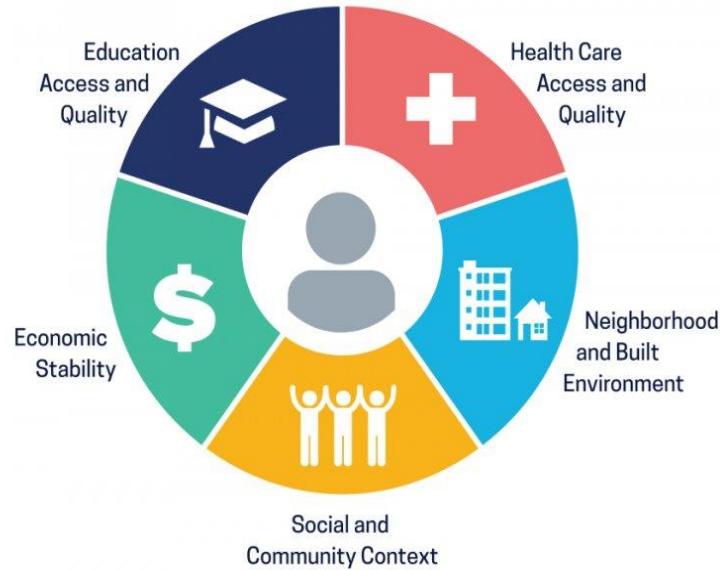 Education
Access and
Quality
Health Care
Access and
Quality
$
Economic
Stability
Neighborhood
and Built
Environment
Social and
Community Context